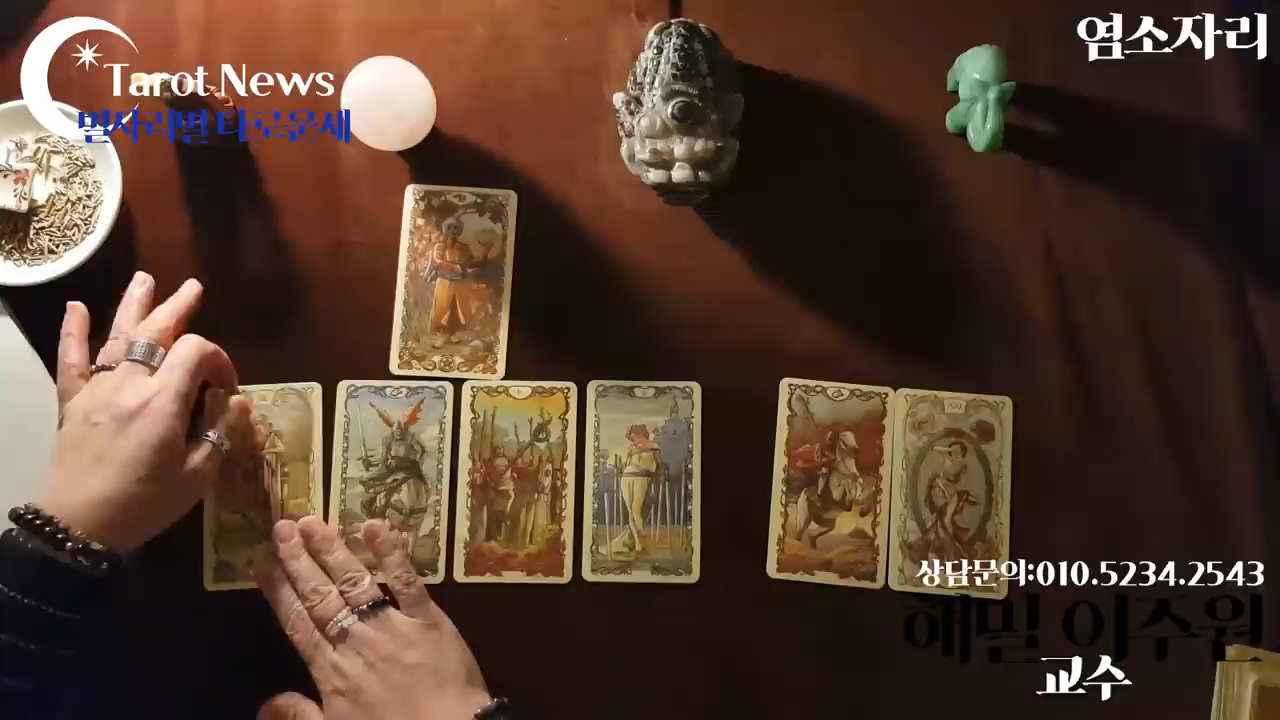 염소자리
Tarot News
별자리별 타로운세
상담문의:010.5234.2543
해밀 이주원
교수
XXI